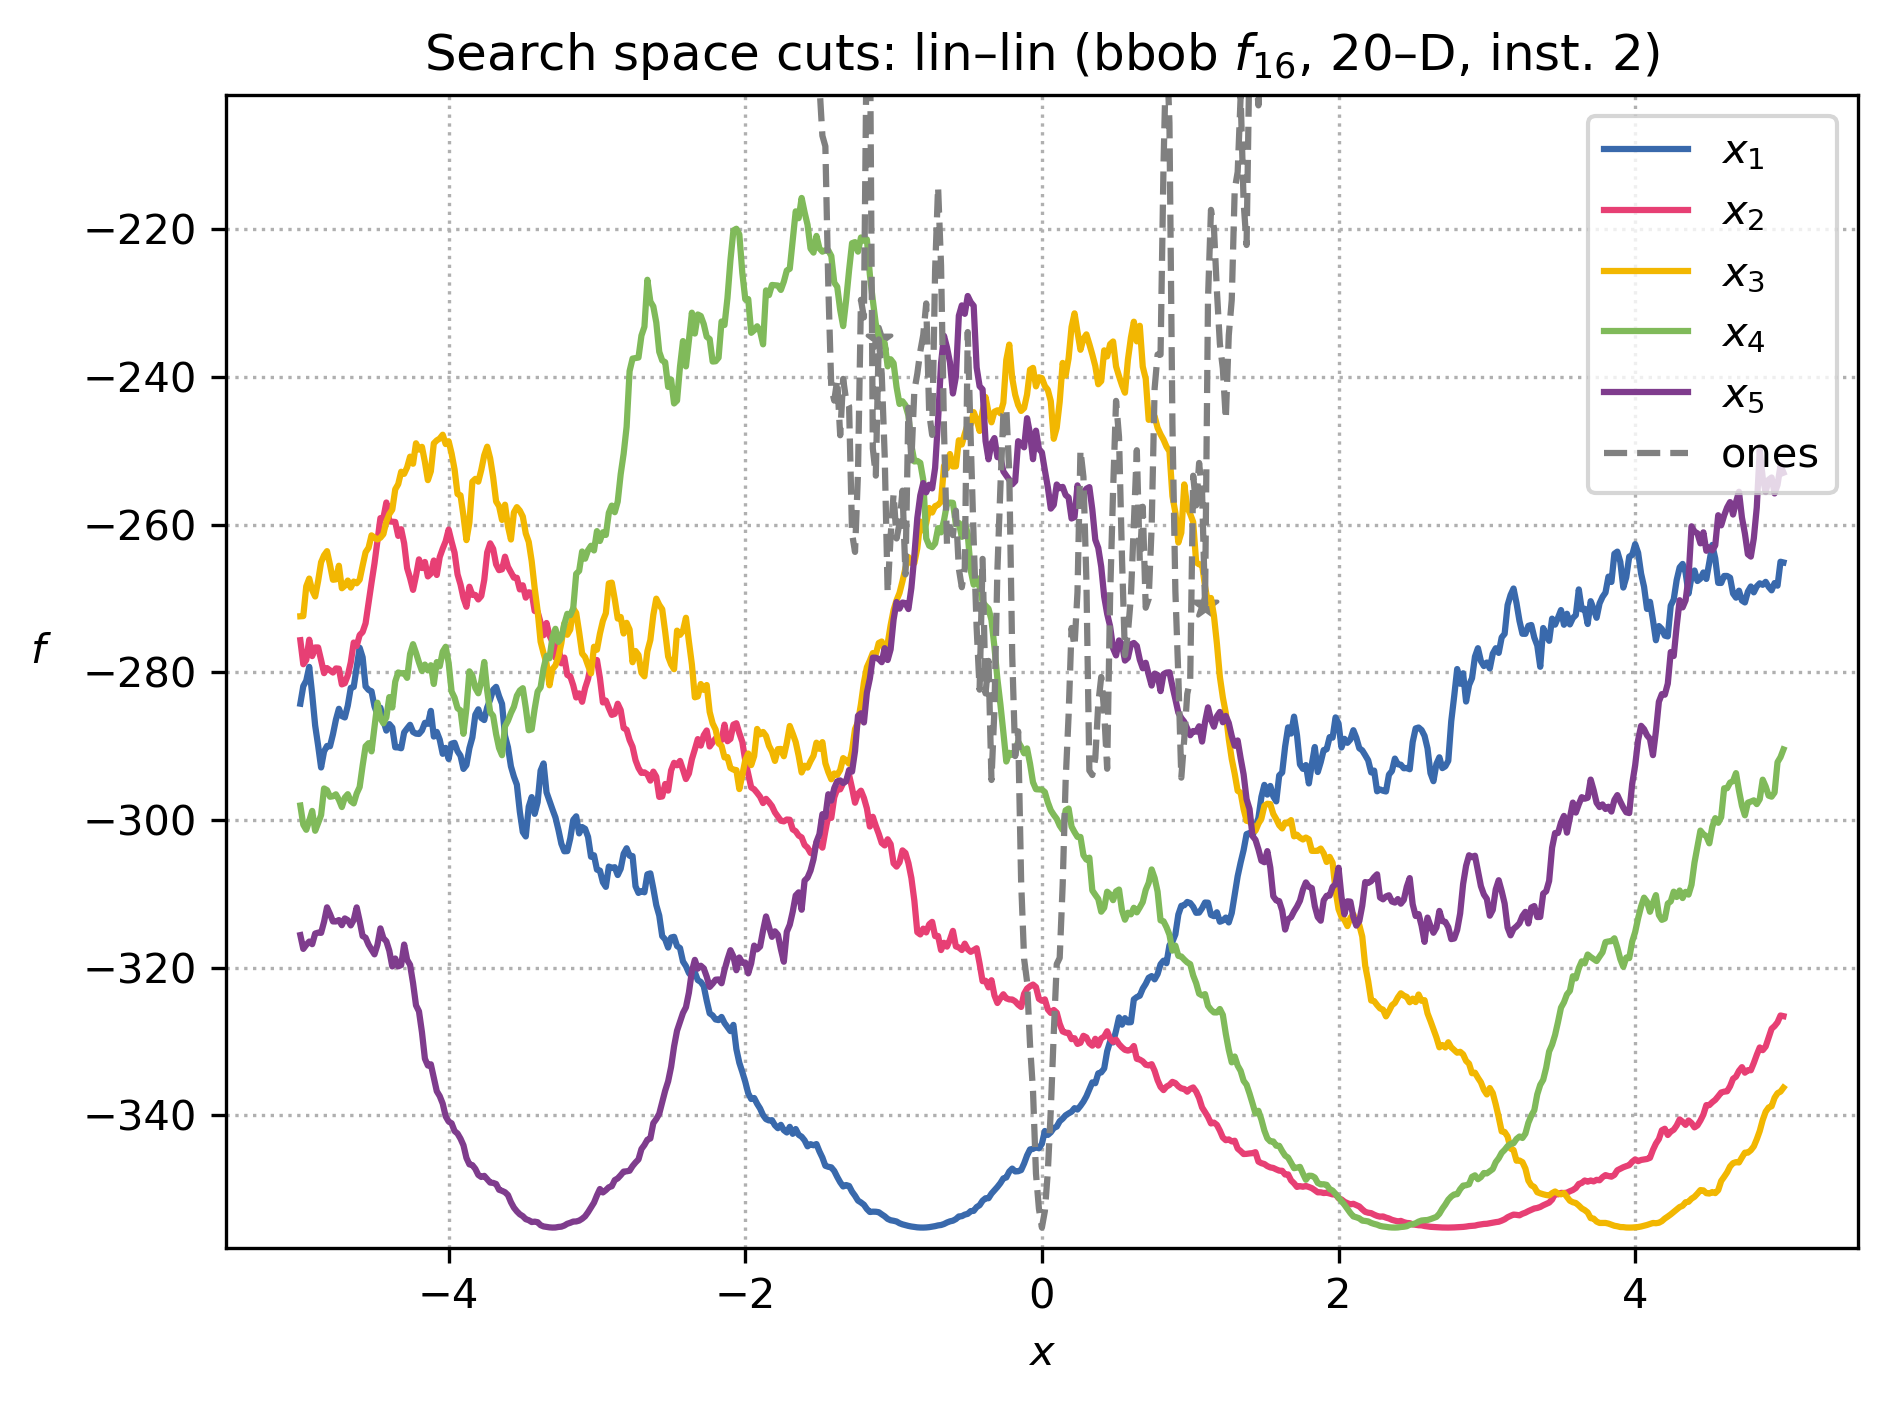 Search space cuts: lin–lin (bbob f₁₆, 20–D, inst. 2)
x₁
x₂
x₃
x₄
x₅
ones
f
−220
−240
−260
−280
−300
−320
−340
−4
−2
0
2
4
x